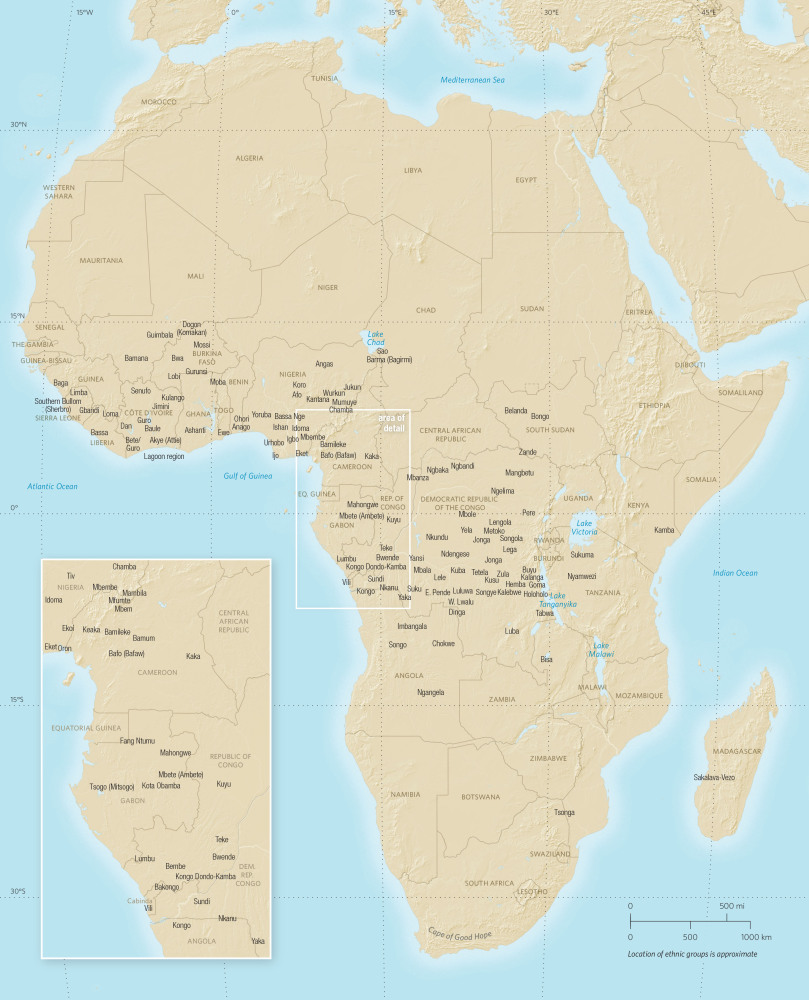 15°W
0°
15°E
30°E
45°E
TUNISIA
Mediterranean Sea
MOROCCO
30°N
ALGERIA
LIBYA
EGYPT
WESTERN
SAHARA
MAURITANIA
MALI
NIGER
CHAD
SUDAN
ERITREA
15°N
SENEGAL
Dogon
(Komakan)
Guimbala
Lake
Chad
THE GAMBIA
Mossi
Sao
GUINEA-BISSAU
Bamana
Bwa
BURKINA
FASO
Barma (Bagirmi)
DJIBOUTI
Angas
Gurunsi
Lobi
NIGERIA
Baga
GUINEA
Moba
BENIN
Koro
Jukun
SOMALILAND
Limba
Senufo
Afo
Wurkun
Kulango
Kantana
Mumuye
ETHIOPIA
Southern Bullom
(Sherbro)
Gbandi
Loma
Jimini
CÔTE D'IVOIRE
GHANA
TOGO
Yoruba
Bassa Nge
Chamba
area of
detail
Belanda
Bongo
SIERRA LEONE
Guro
Ohori
Dan
Baule
Anago
Ishan
Idoma
CENTRAL AFRICAN
REPUBLIC
SOUTH SUDAN
Bassa
Ashanti
Ewe
Igbo
Mbembe
LIBERIA
Bete/
Guro
Akye (Attie)
Urhobo
Bamileke
Zande
Lagoon region
Ijo
Eket
Bafo (Bafaw)
Kaka
CAMEROON
Ngbaka
Ngbandi
Mangbetu
Mbanza
SOMALIA
Gulf of Guinea
Atlantic Ocean
EQ. GUINEA
REP. OF
CONGO
DEMOCRATIC REPUBLIC
OF THE CONGO
Ngelima
UGANDA
KENYA
0°
Mahongwe
Mbole
Pere
Mbete (Ambete)
Kuyu
Lengola
Lake
Victoria
GABON
Yela
Metoko
Kamba
Nkundu
Jonga
Songola
RWANDA
Teke
Lega
Sukuma
Lumbu
Bwende
Yansi
Ndengese
Jonga
BURUNDI
Kongo Dondo-Kamba
Mbala
Kuba
Tetela
Zula
Buyu
Kalanga
Nyamwezi
Indian Ocean
Vili
Sundi
Lele
Kusu
Hemba
Goma
Kongo
Nkanu
Suku
E. Pende
Luluwa
Songye
Kalebwe
Holoholo
TANZANIA
Yaka
W. Lwalu
Lake
Tanganyika
Dinga
Tabwa
Imbangala
Luba
Songo
Chokwe
Lake
Malawi
Bisa
ANGOLA
Ngangela
MALAWI
15°S
ZAMBIA
MOZAMBIQUE
MADAGASCAR
ZIMBABWE
Sakalava-Vezo
NAMIBIA
BOTSWANA
Tsonga
SWAZILAND
SOUTH AFRICA
30°S
LESOTHO
Cape of Good Hope
0
500 mi
0
500
1000 km
Location of ethnic groups is approximate
Chamba
Tiv
NIGERIA
Mbembe
Mambila
Idoma
Mfumte
Mbem
CENTRAL
AFRICAN
REPUBLIC
Ekoi
Keaka
Bamileke
Bamum
Eket
Oron
Bafo (Bafaw)
Kaka
CAMEROON
EQUATORIAL GUINEA
Fang Ntumu
Mahongwe
REPUBLIC OF
CONGO
Mbete (Ambete)
Tsogo (Mitsogo)
Kota Obamba
Kuyu
GABON
Teke
Lumbu
Bwende
Bembe
DEM.
REP.
CONGO
Kongo Dondo-Kamba
Bakongo
Cabinda
Sundi
Vili
Nkanu
Kongo
ANGOLA
Yaka